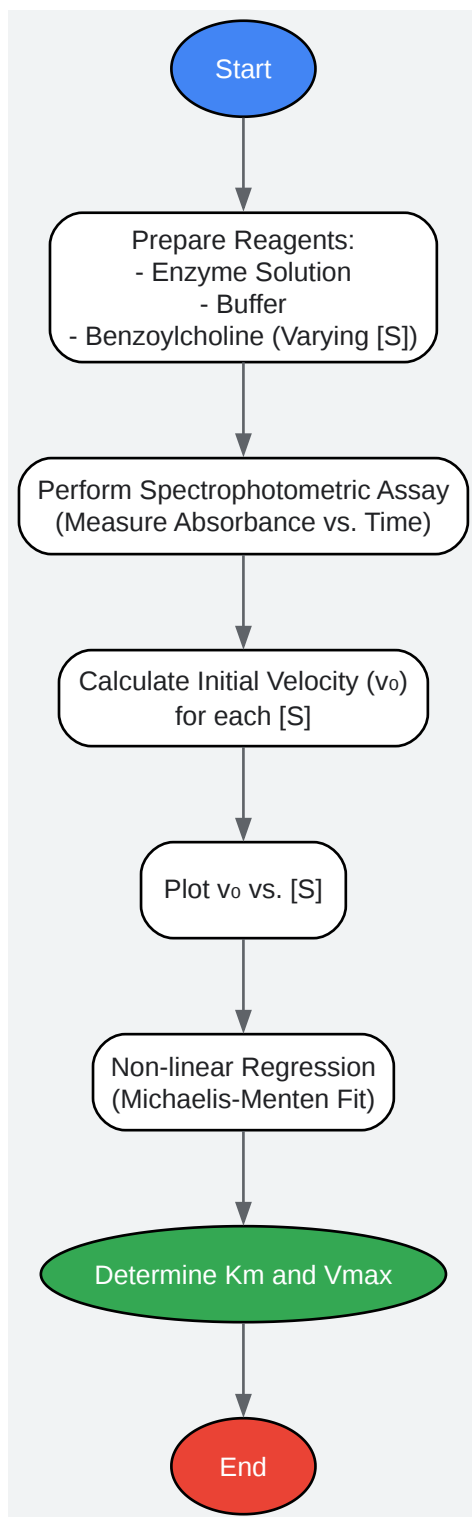 Start
Prepare Reagents:
- Enzyme Solution
- Buffer
- Benzoylcholine (Varying [S])
Perform Spectrophotometric Assay
(Measure Absorbance vs. Time)
Calculate Initial Velocity (v₀)
for each [S]
Plot v₀ vs. [S]
Non-linear Regression
(Michaelis-Menten Fit)
Determine Km and Vmax
End